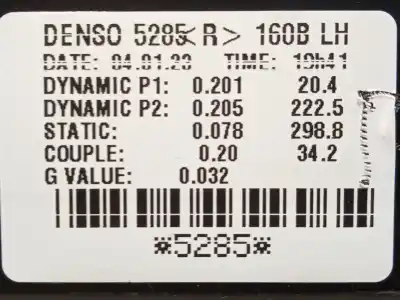 DENSO 5285<R> 160B LH
DATE: 04.01.23 TIME: 19h41
DYNAMIC P1: 0.201 20.4
DYNAMIC P2: 0.205 222.5
STATIC: 0.078 298.8
COUPLE: 0.20 34.2
G VALUE: 0.032
*5285*